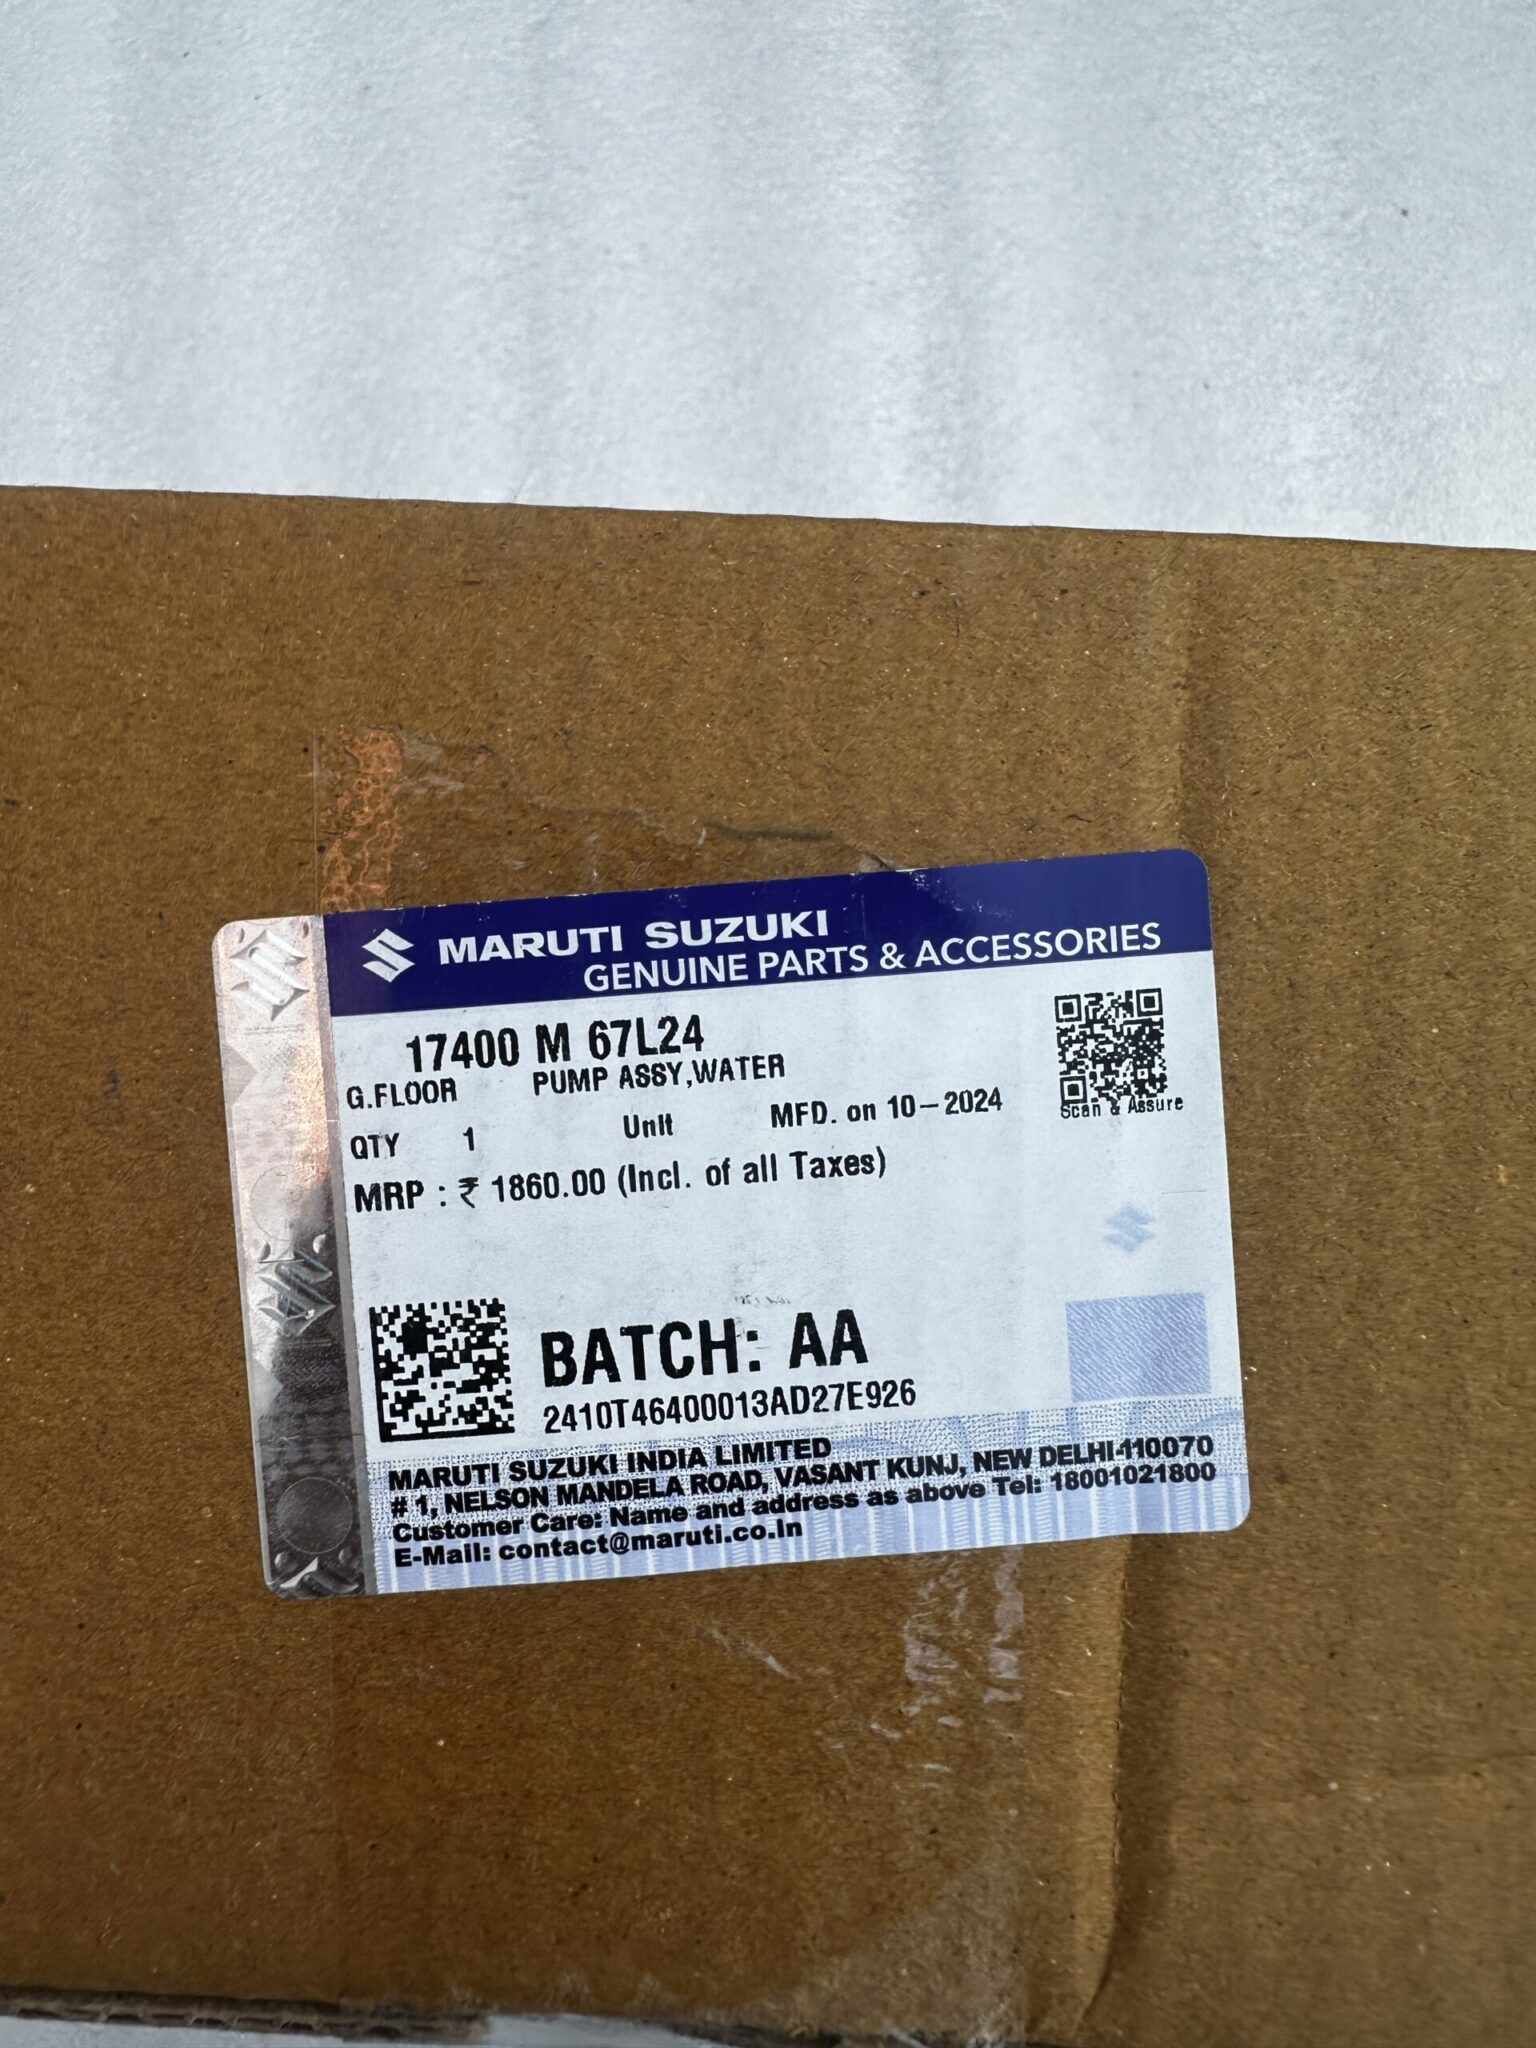 MARUTI SUZUKI
GENUINE PARTS & ACCESSORIES
17400 M 67L24
G.FLOOR PUMP ASSY,WATER
QTY 1 Unit MFD. on 10-2024
Scan & Assure
MRP : ₹ 1860.00 (Incl. of all Taxes)
BATCH: AA
2410T46400013AD27E926
MARUTI SUZUKI INDIA LIMITED
# 1, NELSON MANDELA ROAD, VASANT KUNJ, NEW DELHI-110070
Customer Care: Name and address as above Tel: 18001021800
E-Mail: contact@maruti.co.in